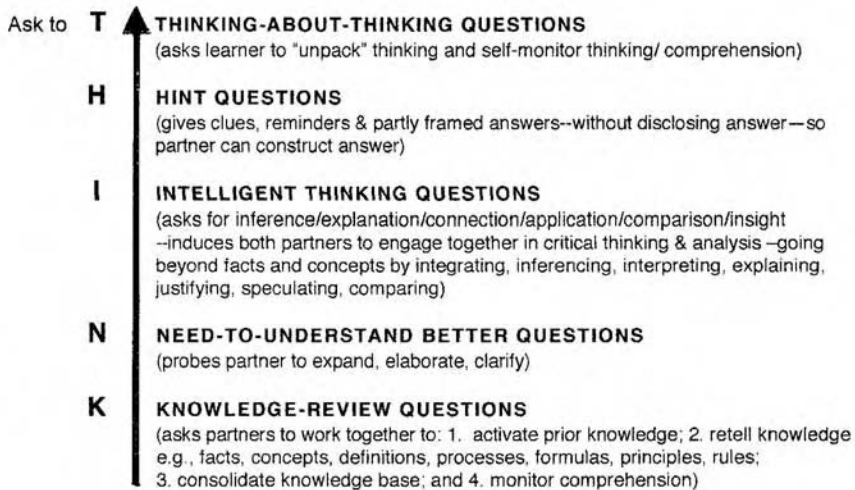 Ask to T THINKING-ABOUT-THINKING QUESTIONS
(asks learner to "unpack" thinking and self-monitor thinking/ comprehension)
H HINT QUESTIONS
(gives clues, reminders & partly framed answers--without disclosing answer—so
partner can construct answer)
I INTELLIGENT THINKING QUESTIONS
(asks for inference/explanation/connection/application/comparison/insight
--induces both partners to engage together in critical thinking & analysis –going
beyond facts and concepts by integrating, inferencing, interpreting, explaining,
justifying, speculating, comparing)
N NEED-TO-UNDERSTAND BETTER QUESTIONS
(probes partner to expand, elaborate, clarify)
K KNOWLEDGE-REVIEW QUESTIONS
(asks partners to work together to: 1. activate prior knowledge; 2. retell knowledge
e.g., facts, concepts, definitions, processes, formulas, principles, rules;
3. consolidate knowledge base; and 4. monitor comprehension)